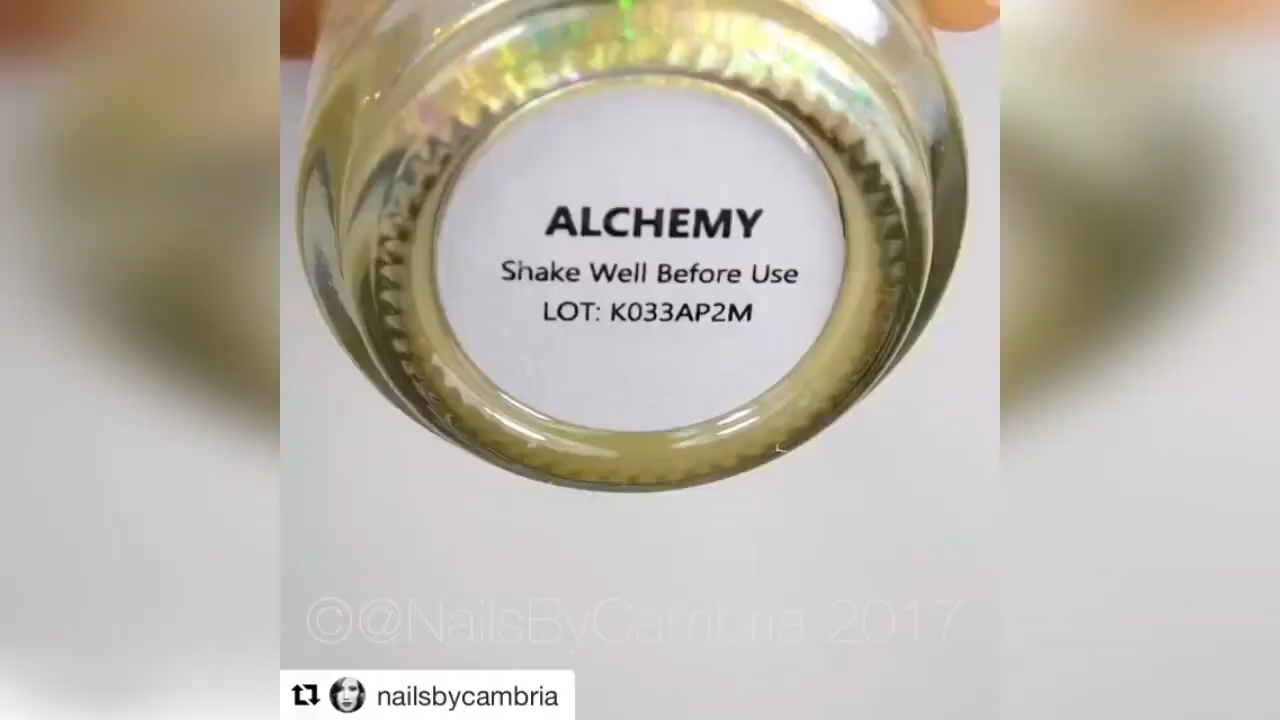 ALCHEMY
Shake Well Before Use
LOT: K033AP2M
©@NailsByCambria 2017
nailsbycambria